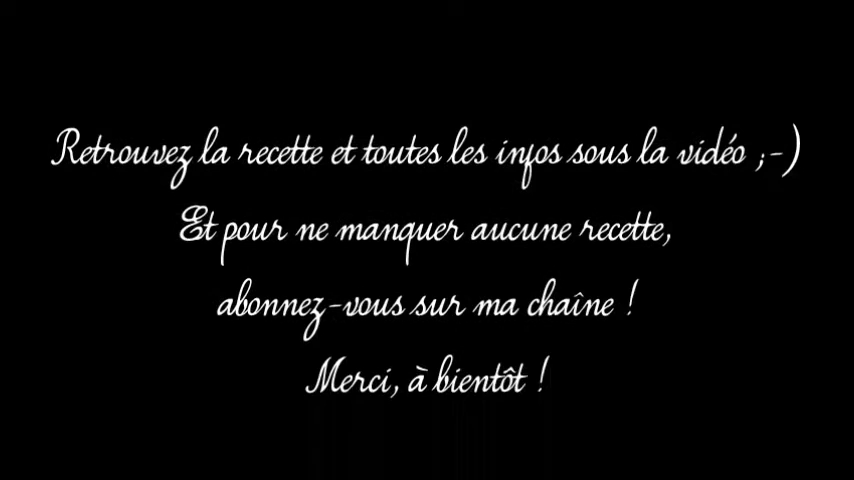 Retrouvez la recette et toutes les infos sous la vidéo ;-)
Et pour ne manquer aucune recette,
abonnez-vous sur ma chaîne !
Merci, à bientôt !